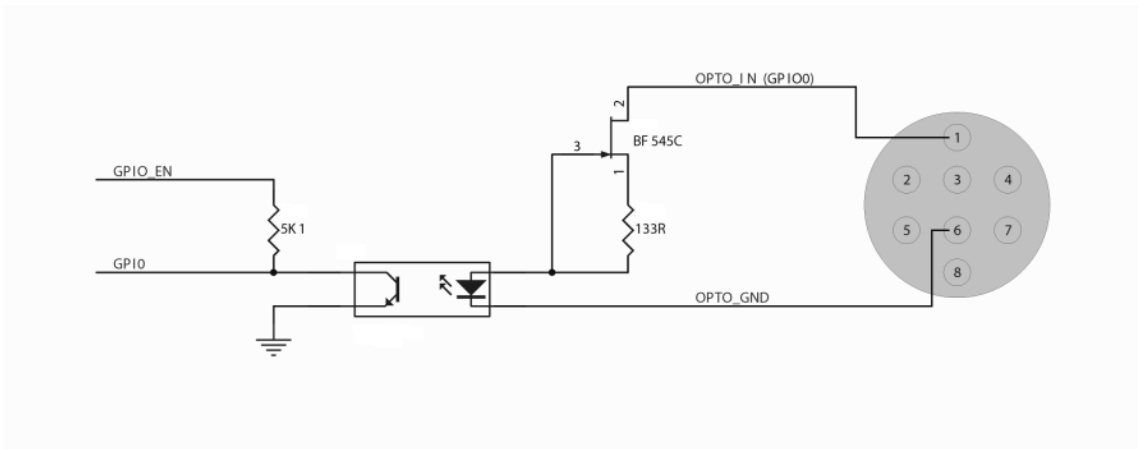 OPTO_IN (GPIO0)
2
BF 545C
3
1
1
GPIO_EN
2
3
4
5K1
133R
5
6
7
GPI0
8
OPTO_GND